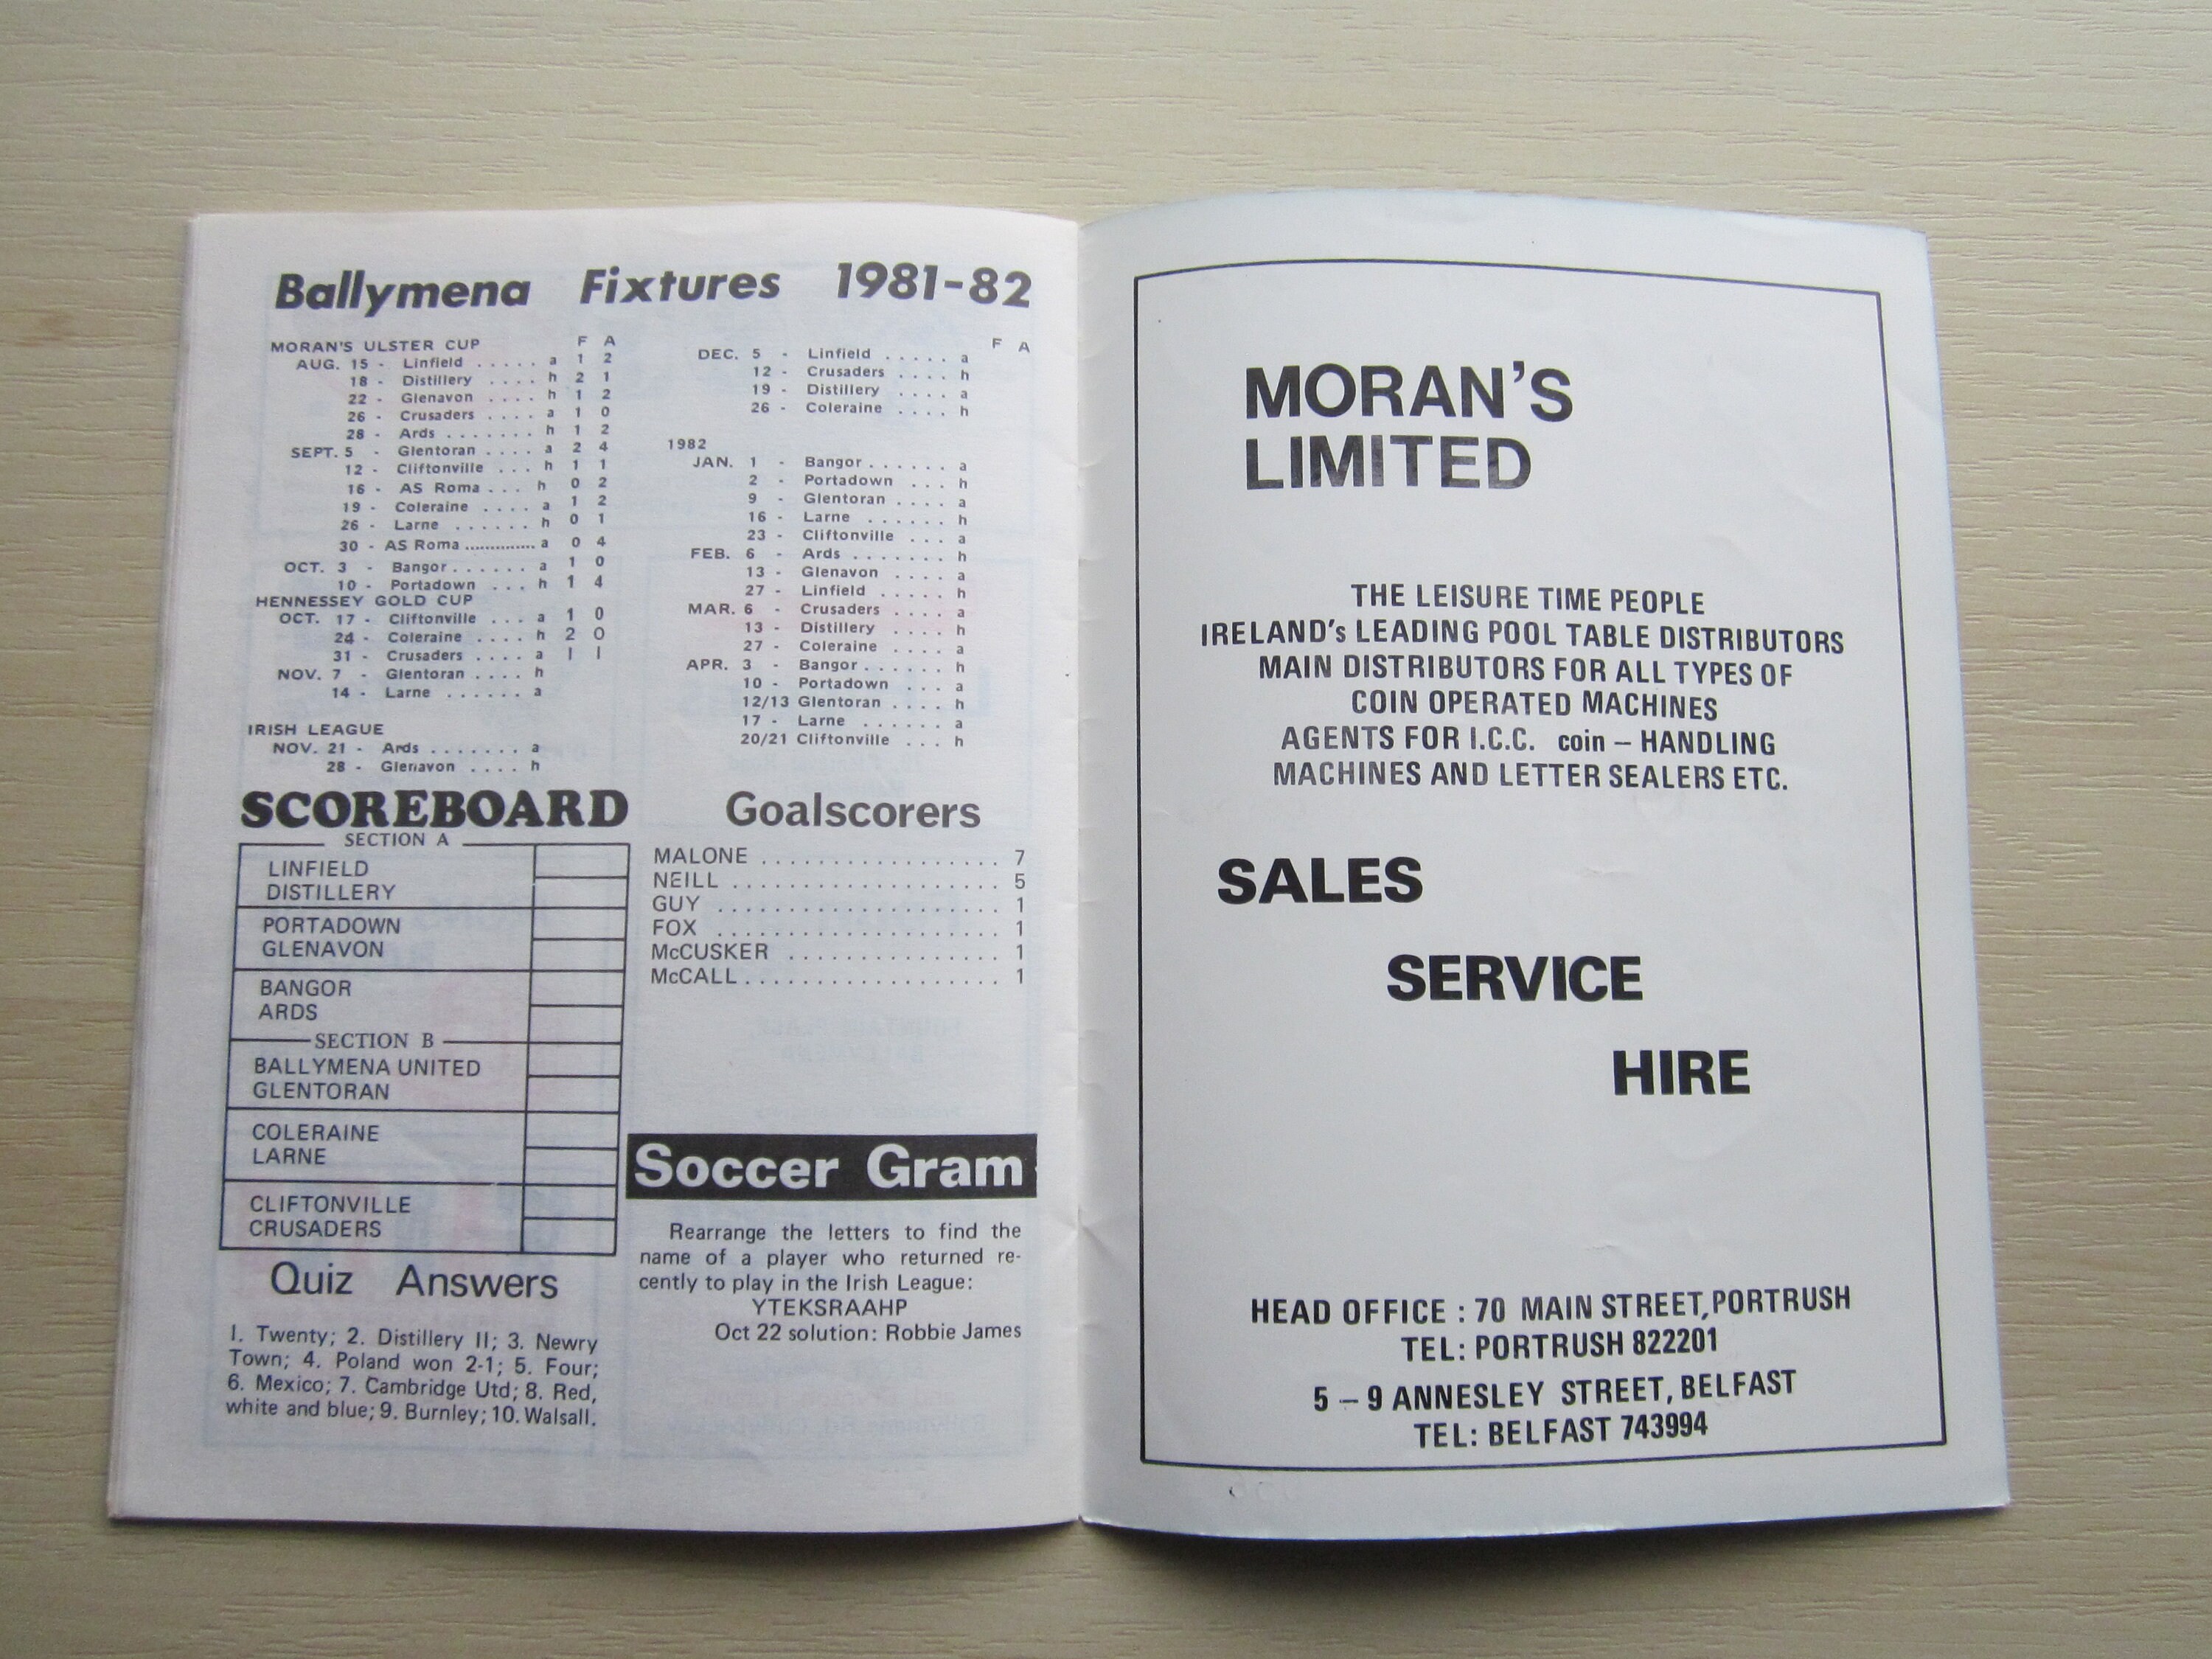 Ballymena Fixtures 1981-82
MORAN'S ULSTER CUP F A
AUG. 15 - Linfield ..... a 1 2
18 - Distillery .... h 2 1
22 - Glenavon .... h 1 2
26 - Crusaders .... a 1 0
28 - Ards ....... h 1 2
SEPT. 5 - Glentoran .... a 2 4
12 - Cliftonville ... h 1 1
16 - AS Roma ... h 0 2
19 - Coleraine .... a 1 2
26 - Larne ...... h 0 1
30 - AS Roma .............. a 0 4
OCT. 3 - Bangor ...... a 1 0
10 - Portadown ... h 1 4
HENNESSEY GOLD CUP
OCT. 17 - Cliftonville ... a 1 0
24 - Coleraine .... h 2 0
31 - Crusaders .... a 1 1
NOV. 7 - Glentoran .... h
14 - Larne ...... a
IRISH LEAGUE
NOV. 21 - Ards ....... a
28 - Glenavon .... h
F A
DEC. 5 - Linfield ..... a
12 - Crusaders .... h
19 - Distillery .... a
26 - Coleraine .... h
1982
JAN. 1 - Bangor ...... a
2 - Portadown ... h
9 - Glentoran .... a
16 - Larne ...... h
23 - Cliftonville ... a
FEB. 6 - Ards ....... h
13 - Glenavon .... a
27 - Linfield ..... h
MAR. 6 - Crusaders .... a
13 - Distillery .... h
27 - Coleraine .... a
APR. 3 - Bangor ...... h
10 - Portadown ... a
12/13 Glentoran .... h
17 - Larne ...... a
20/21 Cliftonville ... h
SCOREBOARD
SECTION A
LINFIELD
DISTILLERY
PORTADOWN
GLENAVON
BANGOR
ARDS
SECTION B
BALLYMENA UNITED
GLENTORAN
COLERAINE
LARNE
CLIFTONVILLE
CRUSADERS
Quiz Answers
1. Twenty; 2. Distillery II; 3. Newry
Town; 4. Poland won 2-1; 5. Four;
6. Mexico; 7. Cambridge Utd; 8. Red,
white and blue; 9. Burnley; 10. Walsall.
Goalscorers
MALONE .................. 7
NEILL .................... 5
GUY ..................... 1
FOX ..................... 1
McCUSKER ................ 1
McCALL ................... 1
Soccer Gram
Rearrange the letters to find the
name of a player who returned re-
cently to play in the Irish League:
YTEKSRAAHP
Oct 22 solution: Robbie James
MORAN'S
LIMITED
THE LEISURE TIME PEOPLE
IRELAND's LEADING POOL TABLE DISTRIBUTORS
MAIN DISTRIBUTORS FOR ALL TYPES OF
COIN OPERATED MACHINES
AGENTS FOR I.C.C. coin – HANDLING
MACHINES AND LETTER SEALERS ETC.
SALES
SERVICE
HIRE
HEAD OFFICE : 70 MAIN STREET, PORTRUSH
TEL: PORTRUSH 822201
5 – 9 ANNESLEY STREET, BELFAST
TEL: BELFAST 743994